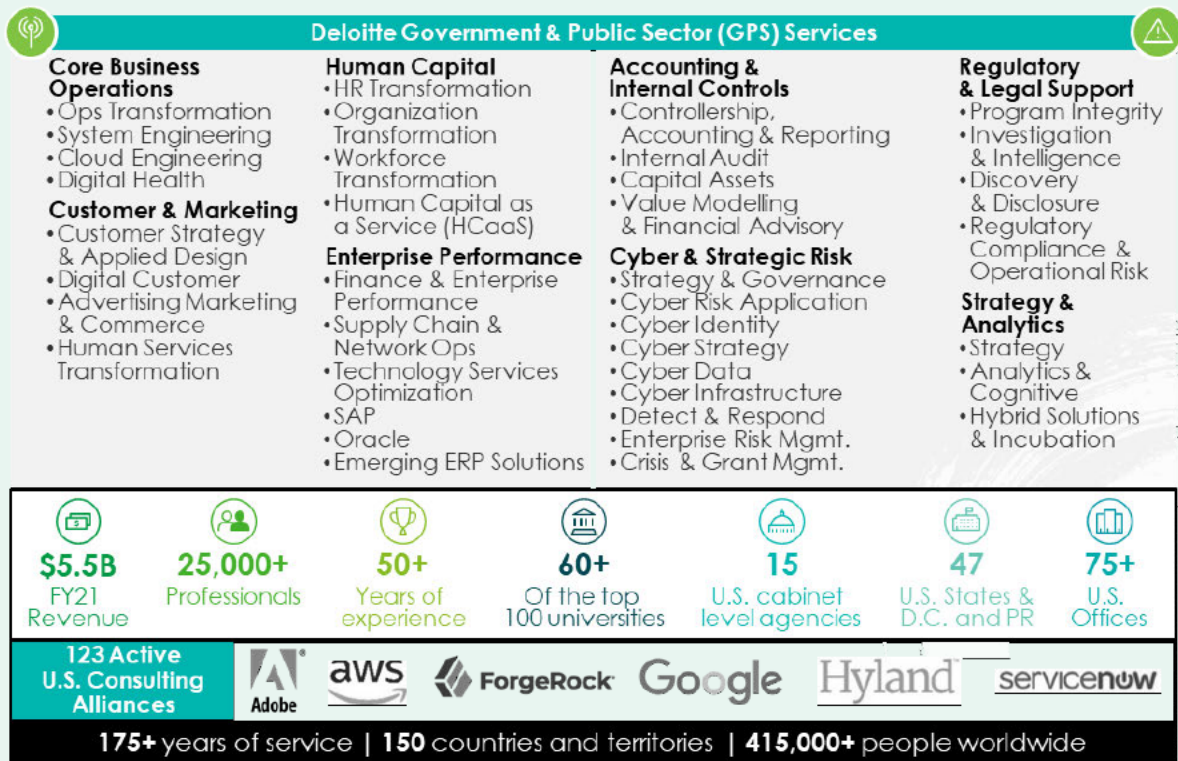 Deloitte Government & Public Sector (GPS) Services
Core Business
Operations
• Ops Transformation
• System Engineering
• Cloud Engineering
• Digital Health
Customer & Marketing
• Customer Strategy
& Applied Design
• Digital Customer
• Advertising Marketing
& Commerce
• Human Services
Transformation
Human Capital
• HR Transformation
• Organization
Transformation
• Workforce
Transformation
• Human Capital as
a Service (HCaaS)
Enterprise Performance
• Finance & Enterprise
Performance
• Supply Chain &
Network Ops
• Technology Services
Optimization
• SAP
• Oracle
• Emerging ERP Solutions
Accounting &
Internal Controls
• Controllership,
Accounting & Reporting
• Internal Audit
• Capital Assets
• Value Modelling
& Financial Advisory
Cyber & Strategic Risk
• Strategy & Governance
• Cyber Risk Application
• Cyber Identity
• Cyber Strategy
• Cyber Data
• Cyber Infrastructure
• Detect & Respond
• Enterprise Risk Mgmt.
• Crisis & Grant Mgmt.
Regulatory
& Legal Support
• Program Integrity
• Investigation
& Intelligence
• Discovery
& Disclosure
• Regulatory
Compliance &
Operational Risk
Strategy &
Analytics
• Strategy
• Analytics &
Cognitive
• Hybrid Solutions
& Incubation
$5.5B
FY21
Revenue
25,000+
Professionals
50+
Years of
experience
60+
Of the top
100 universities
15
U.S. cabinet
level agencies
47
U.S. States &
D.C. and PR
75+
U.S.
Offices
123 Active
U.S. Consulting
Alliances
Adobe
aws
ForgeRock
Google
Hyland
servicenow
175+ years of service | 150 countries and territories | 415,000+ people worldwide